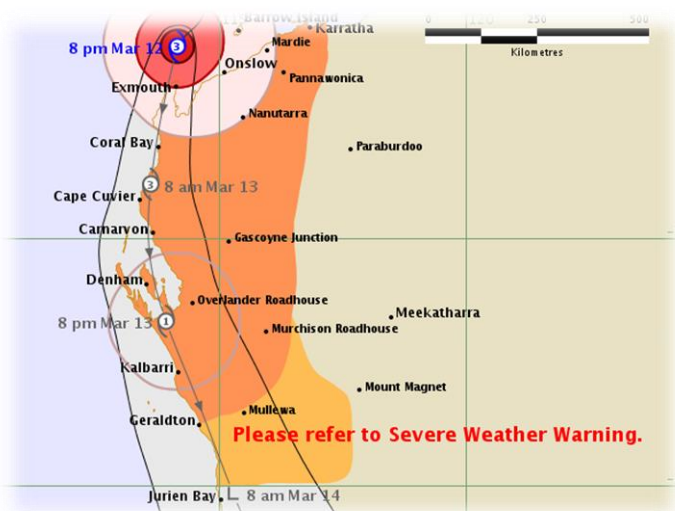 Barrow Island
Karratha
0 250 500
Kilometres
8 pm Mar 12 3
Mardie
Onslow
Pannawonica
Exmouth
Nanutarra
Coral Bay
Paraburdoo
3 8 am Mar 13
Cape Cuvier
Carnarvon
Gascoyne Junction
Denham
Overlander Roadhouse
Meekatharra
8 pm Mar 13 1
Murchison Roadhouse
Kalbarri
Mount Magnet
Mullewa
Geraldton
Please refer to Severe Weather Warning.
Jurien Bay
L 8 am Mar 14